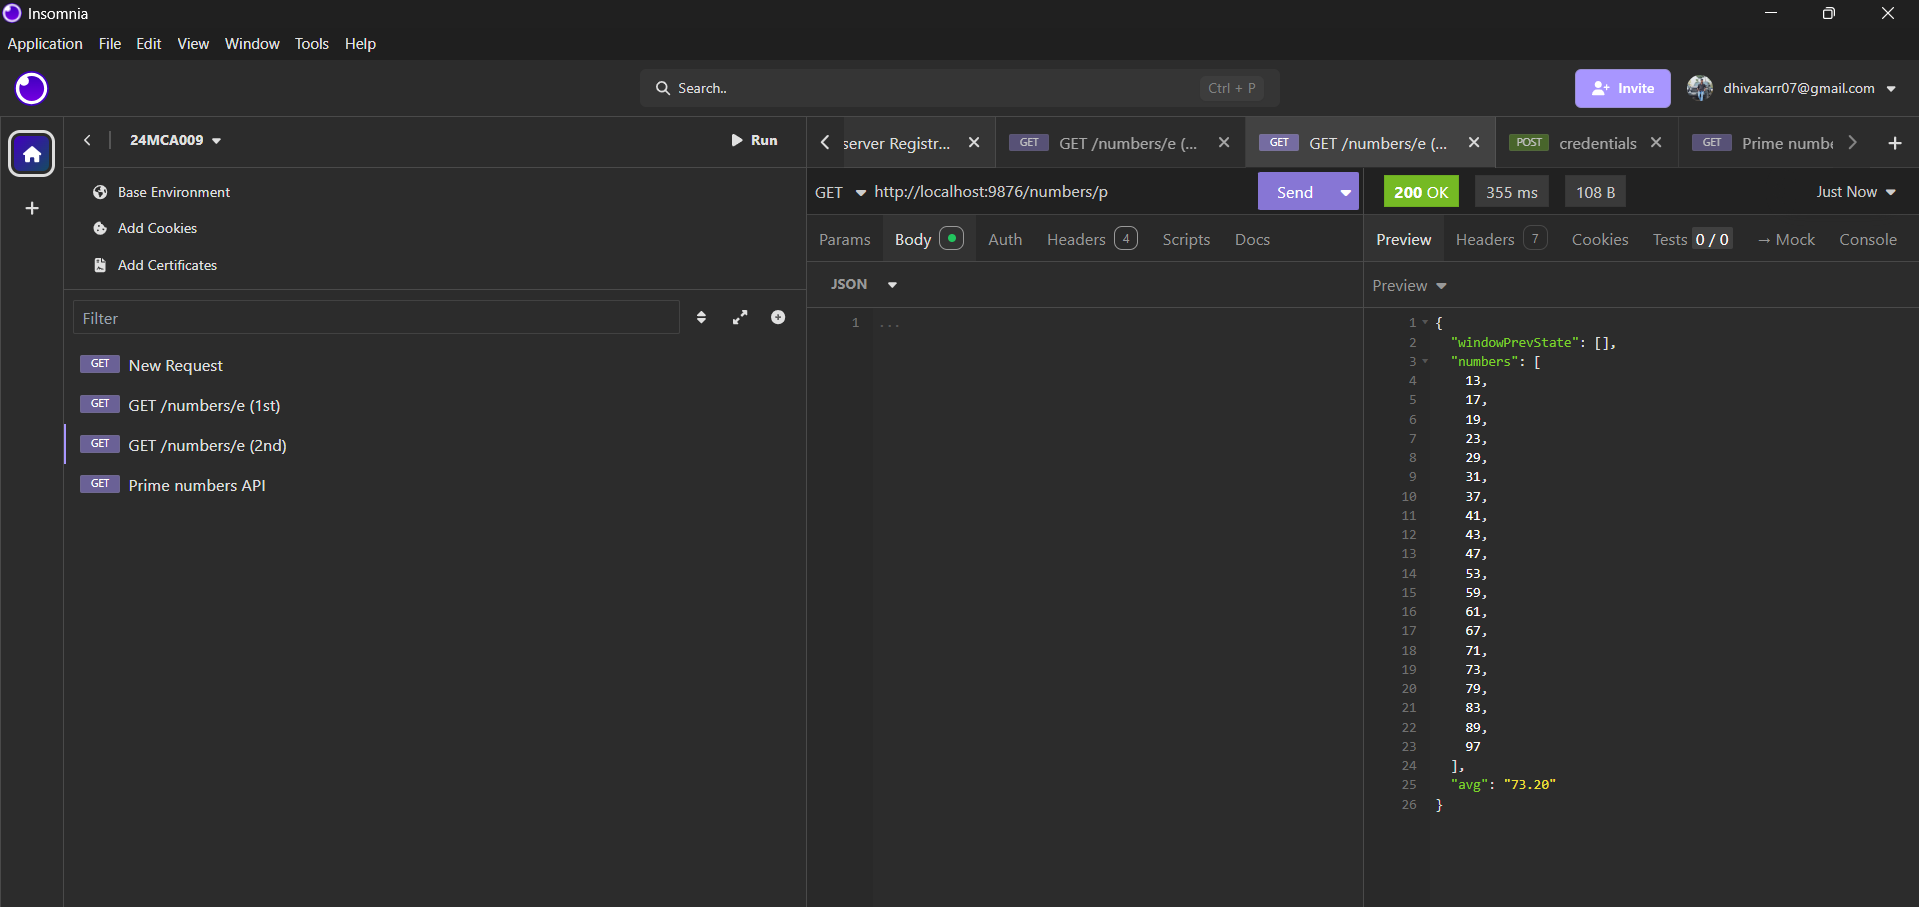 Insomnia
Application File Edit View Window Tools Help
Search.. Ctrl + P
Invite
dhivakarr07@gmail.com
24MCA009
Run
server Registr...
GET GET /numbers/e (...
GET GET /numbers/e (...
POST credentials
GET Prime numbe
Base Environment
Add Cookies
Add Certificates
Filter
GET New Request
GET GET /numbers/e (1st)
GET GET /numbers/e (2nd)
GET Prime numbers API
GET http://localhost:9876/numbers/p
Send
Params Body Auth Headers 4 Scripts Docs
JSON
1 ...
200 OK 355 ms 108 B Just Now
Preview Headers 7 Cookies Tests 0 / 0 → Mock Console
Preview
1 {
2 "windowPrevState": [],
3 "numbers": [
4 13,
5 17,
6 19,
7 23,
8 29,
9 31,
10 37,
11 41,
12 43,
13 47,
14 53,
15 59,
16 61,
17 67,
18 71,
19 73,
20 79,
21 83,
22 89,
23 97
24 ],
25 "avg": "73.20"
26 }